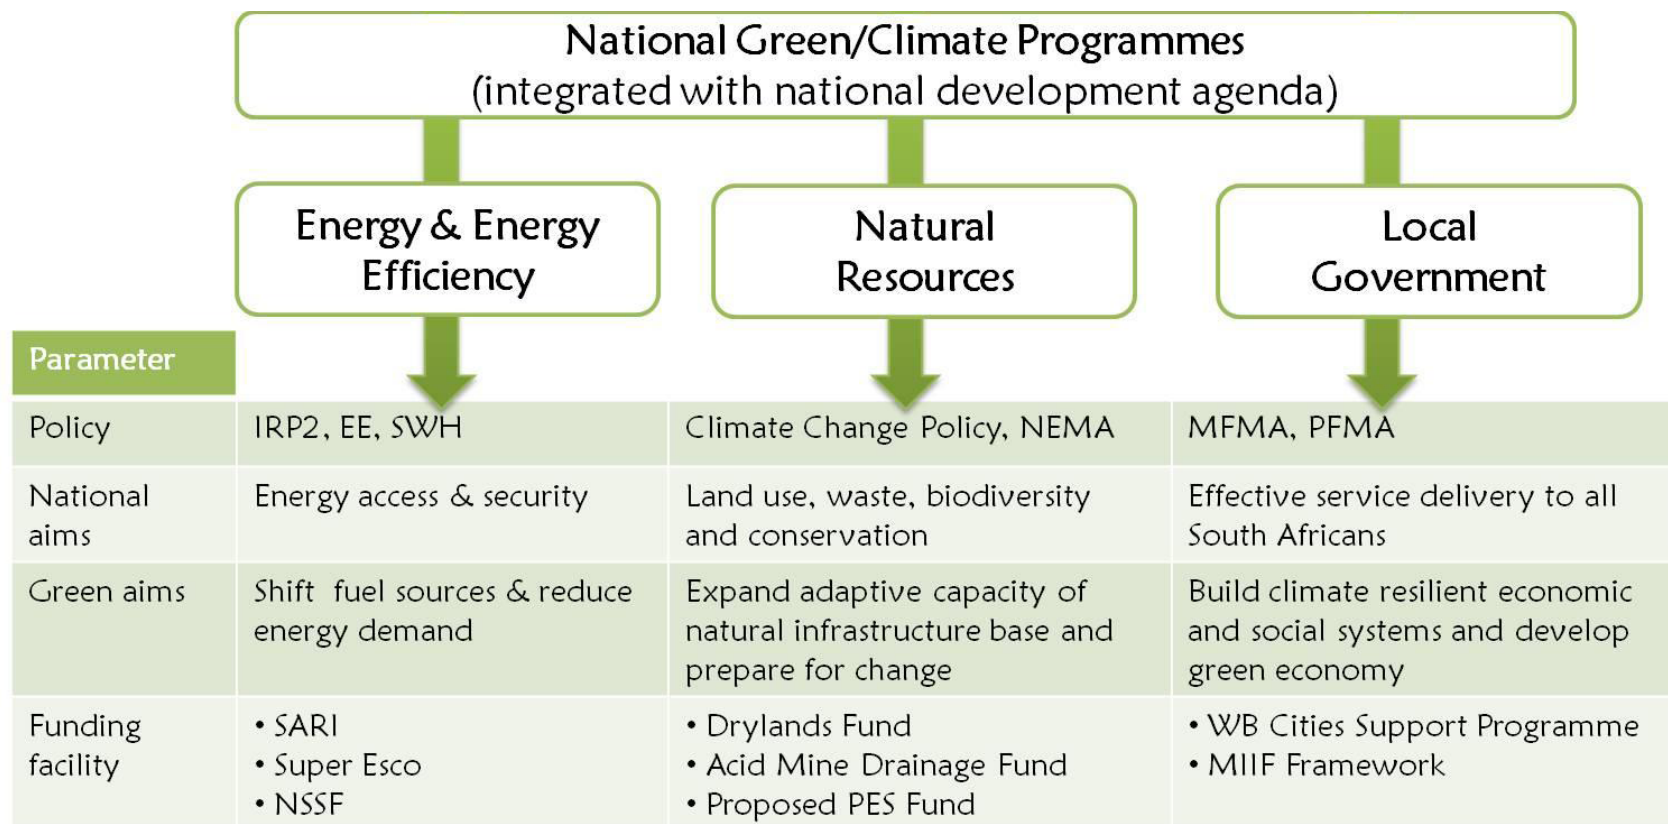 National Green/Climate Programmes
(integrated with national development agenda)
Energy & Energy
Efficiency
Natural
Resources
Local
Government
Parameter
Policy
IRP2, EE, SWH
Climate Change Policy, NEMA
MFMA, PFMA
National
aims
Energy access & security
Land use, waste, biodiversity
and conservation
Effective service delivery to all
South Africans
Green aims
Shift fuel sources & reduce
energy demand
Expand adaptive capacity of
natural infrastructure base and
prepare for change
Build climate resilient economic
and social systems and develop
green economy
Funding
facility
• SARI
• Super Esco
• NSSF
• Drylands Fund
• Acid Mine Drainage Fund
• Proposed PES Fund
• WB Cities Support Programme
• MIIF Framework